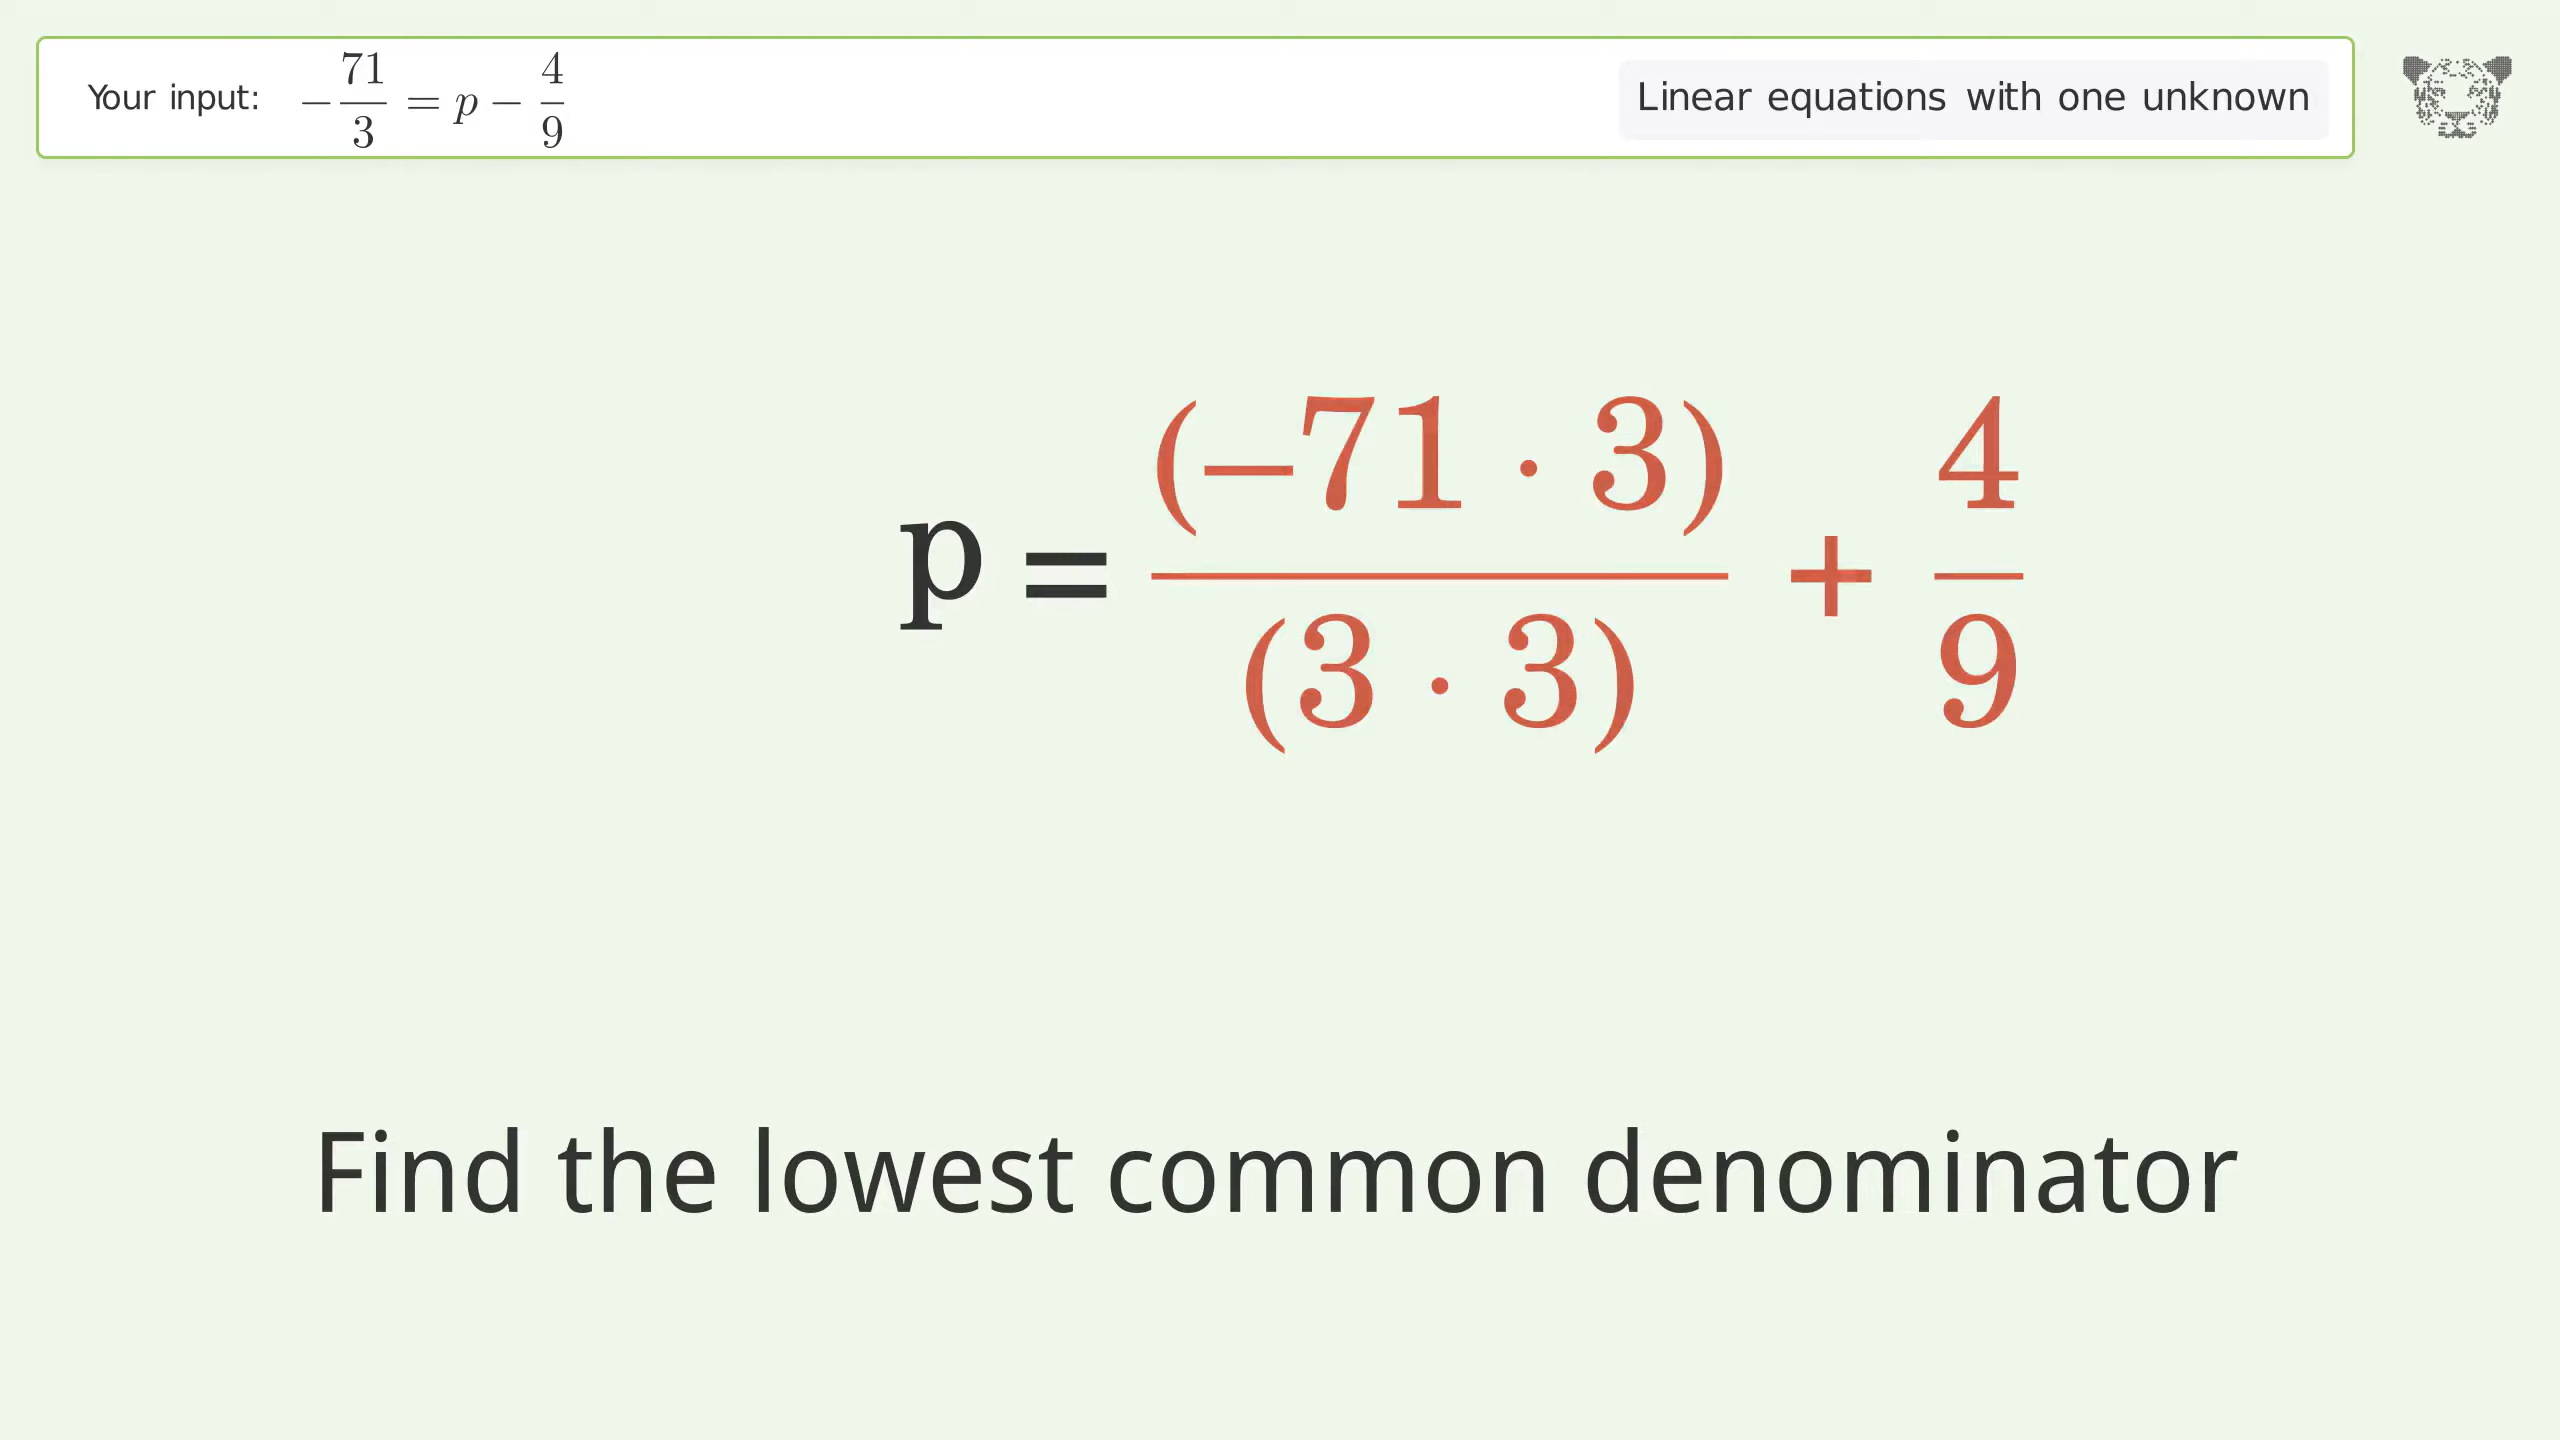 Your input: −71/3 = p − 4/9
Linear equations with one unknown
p = (−71 · 3)/(3 · 3) + 4/9
Find the lowest common denominator